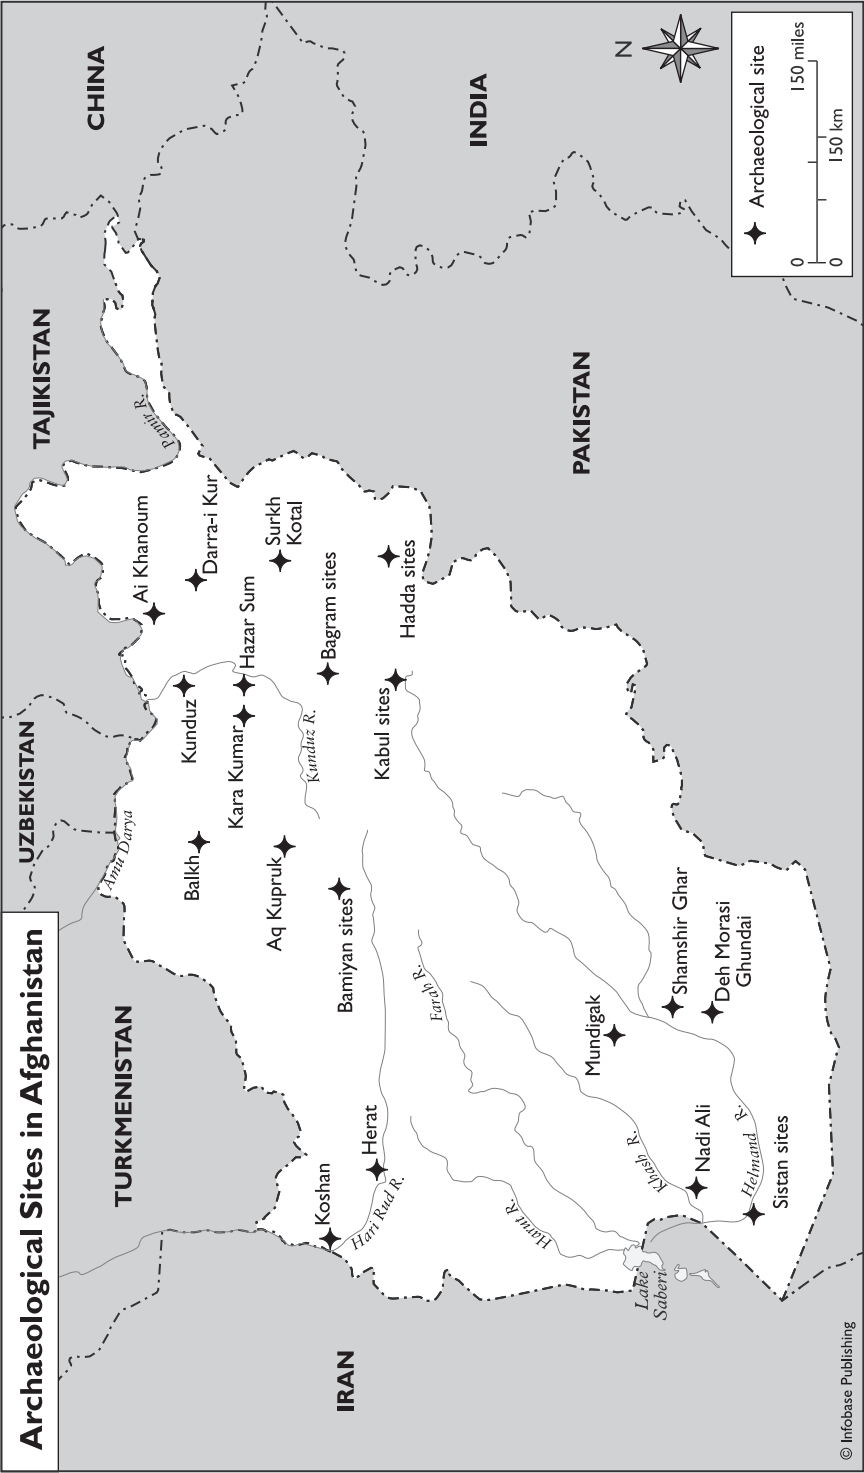 Archaeological Sites in Afghanistan
UZBEKISTAN
TAJIKISTAN
CHINA
TURKMENISTAN
IRAN
PAKISTAN
INDIA
Amu Darya
Pamir R.
Ai Khanoum
Darra-i Kur
Kunduz
Hazar Sum
Surkh
Kotal
Balkh
Kara Kumar
Kunduz R.
Bagram sites
Aq Kupruk
Hadda sites
Kabul sites
Bamiyan sites
Koshan
Herat
Hari Rud R.
Farah R.
Harut R.
Khash R.
Mundigak
Shamshir Ghar
Deh Morasi
Ghundai
Nadi Ali
Helmand R.
Sistan sites
Lake
Saberi
N
Archaeological site
0 150 miles
0 150 km
© Infobase Publishing